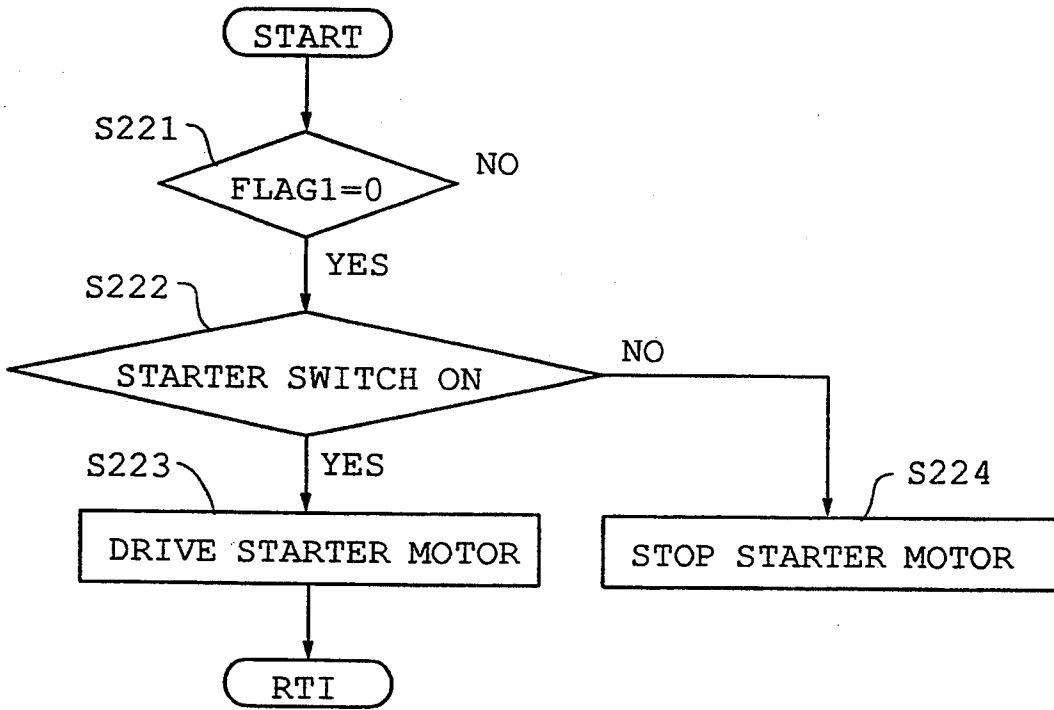 START
S221
NO
FLAG1=0
YES
S222
NO
STARTER SWITCH ON
S223
YES
S224
DRIVE STARTER MOTOR
STOP STARTER MOTOR
RTI